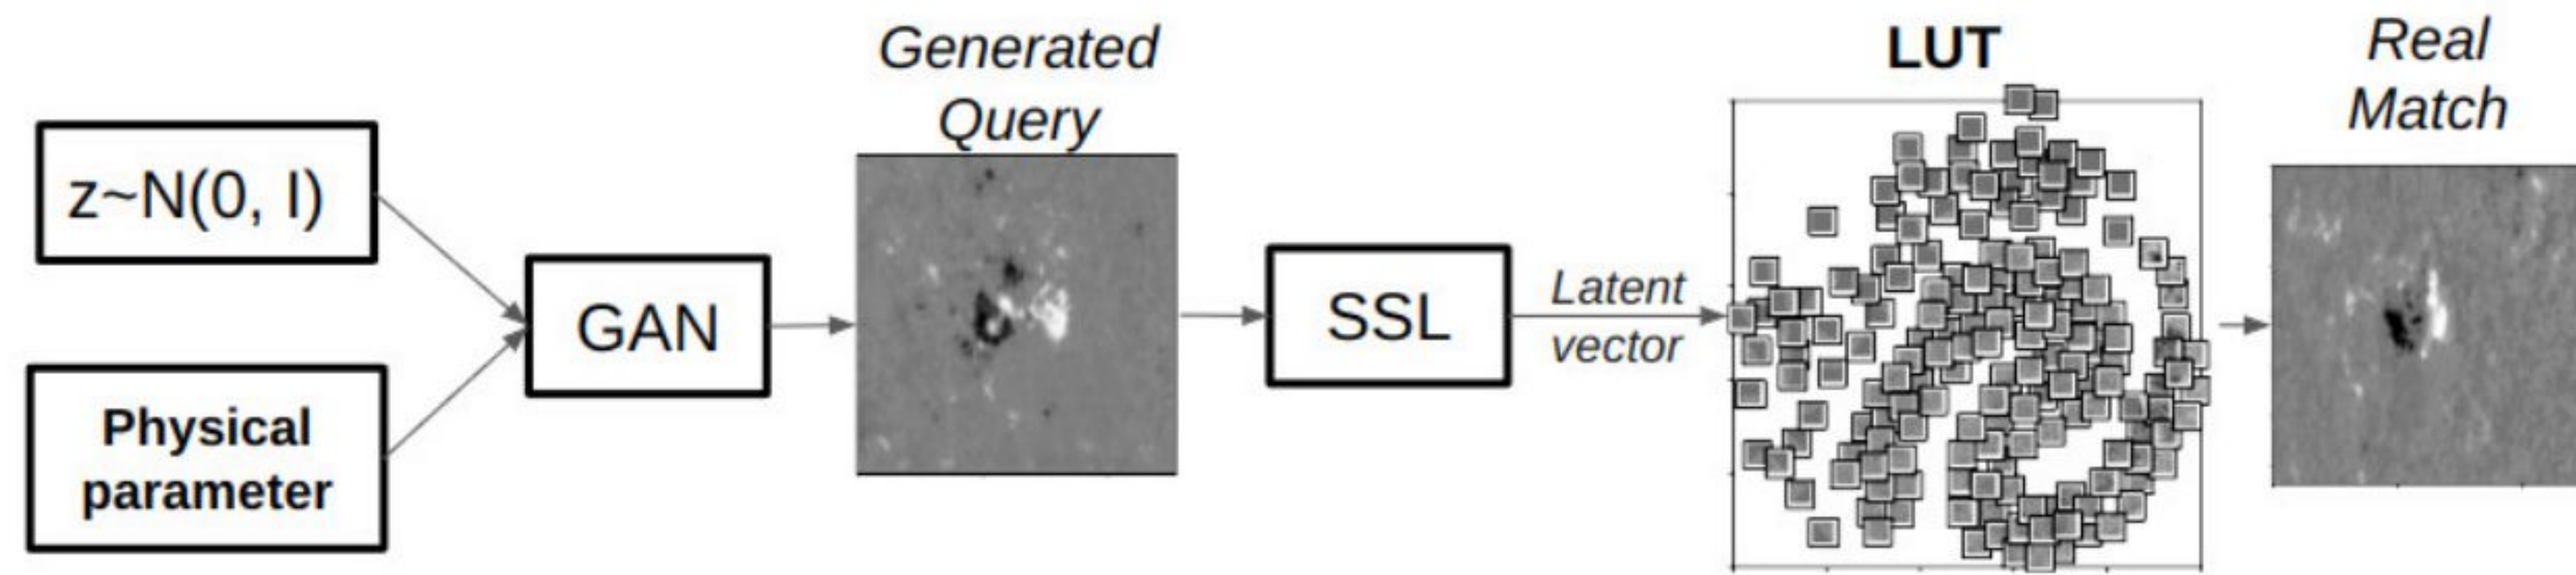 z~N(0, I)
Physical
parameter
GAN
Generated
Query
SSL
Latent
vector
LUT
Real
Match